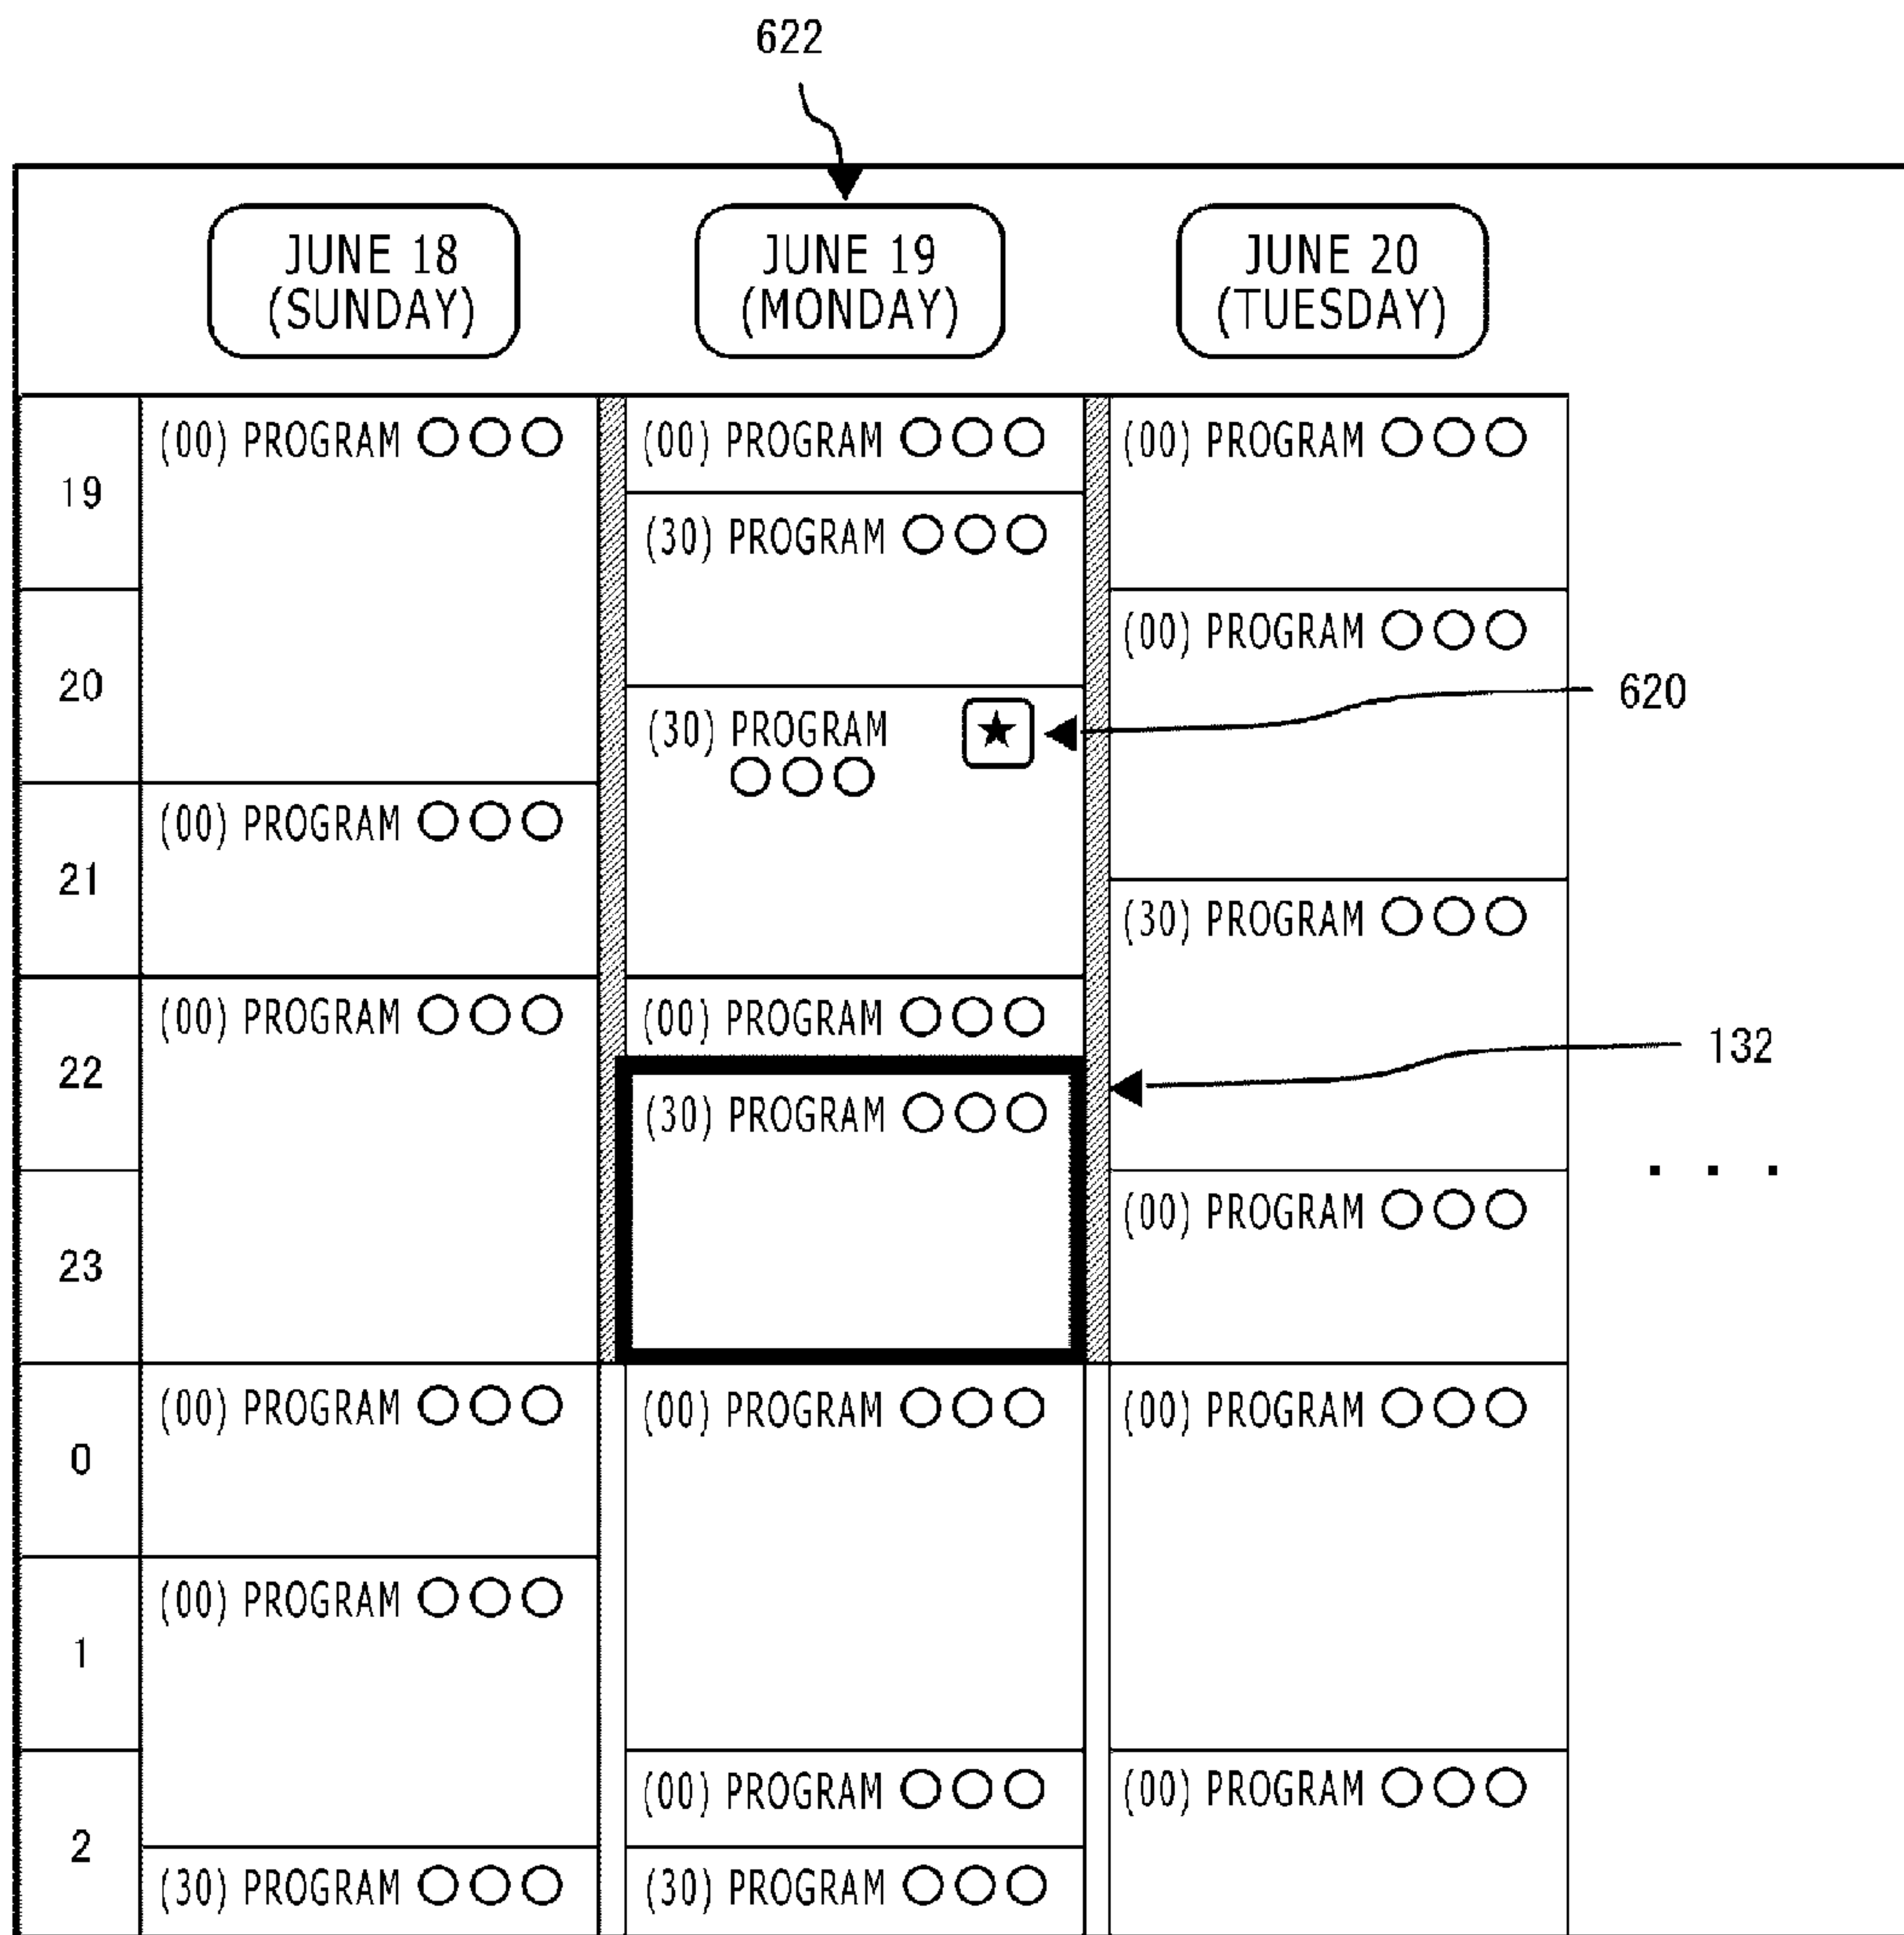 622
JUNE 18
(SUNDAY)
JUNE 19
(MONDAY)
JUNE 20
(TUESDAY)
19
(00) PROGRAM ○○○
(00) PROGRAM ○○○
(00) PROGRAM ○○○
(30) PROGRAM ○○○
20
(00) PROGRAM ○○○
(30) PROGRAM ★
○○○
620
21
(00) PROGRAM ○○○
(30) PROGRAM ○○○
22
(00) PROGRAM ○○○
(00) PROGRAM ○○○
(30) PROGRAM ○○○
132
. . .
23
(00) PROGRAM ○○○
0
(00) PROGRAM ○○○
(00) PROGRAM ○○○
(00) PROGRAM ○○○
1
(00) PROGRAM ○○○
2
(00) PROGRAM ○○○
(00) PROGRAM ○○○
(30) PROGRAM ○○○
(30) PROGRAM ○○○